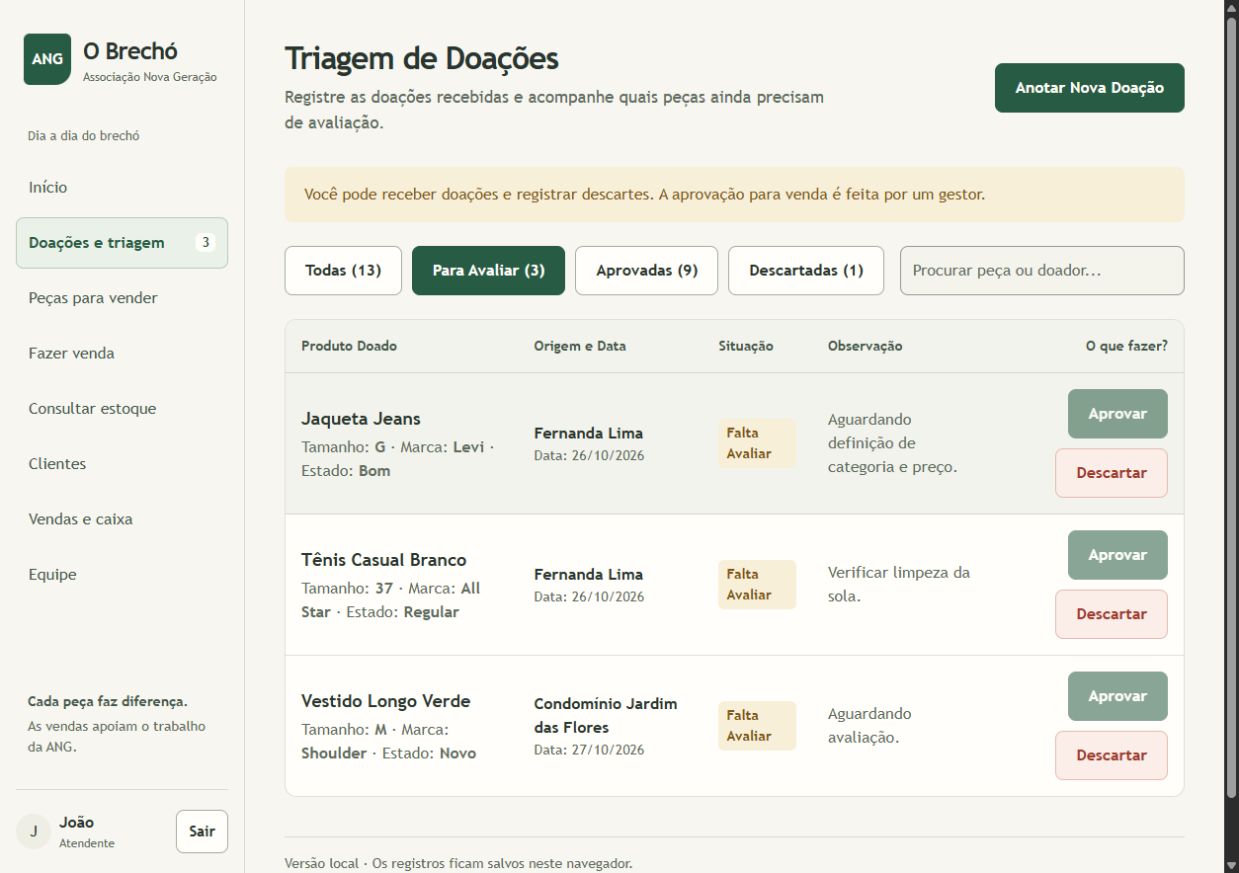 ANG
O Brechó
Associação Nova Geração
Dia a dia do brechó
Início
Doações e triagem 3
Peças para vender
Fazer venda
Consultar estoque
Clientes
Vendas e caixa
Equipe
Cada peça faz diferença.
As vendas apoiam o trabalho
da ANG.
J
João
Atendente
Sair
Triagem de Doações
Registre as doações recebidas e acompanhe quais peças ainda precisam
de avaliação.
Anotar Nova Doação
Você pode receber doações e registrar descartes. A aprovação para venda é feita por um gestor.
Todas (13) Para Avaliar (3) Aprovadas (9) Descartadas (1) Procurar peça ou doador...
Produto Doado Origem e Data Situação Observação O que fazer?
Jaqueta Jeans
Tamanho: G · Marca: Levi ·
Estado: Bom
Fernanda Lima
Data: 26/10/2026
Falta
Avaliar
Aguardando
definição de
categoria e preço.
Aprovar
Descartar
Tênis Casual Branco
Tamanho: 37 · Marca: All
Star · Estado: Regular
Fernanda Lima
Data: 26/10/2026
Falta
Avaliar
Verificar limpeza da
sola.
Aprovar
Descartar
Vestido Longo Verde
Tamanho: M · Marca:
Shoulder · Estado: Novo
Condomínio Jardim
das Flores
Data: 27/10/2026
Falta
Avaliar
Aguardando
avaliação.
Aprovar
Descartar
Versão local · Os registros ficam salvos neste navegador.